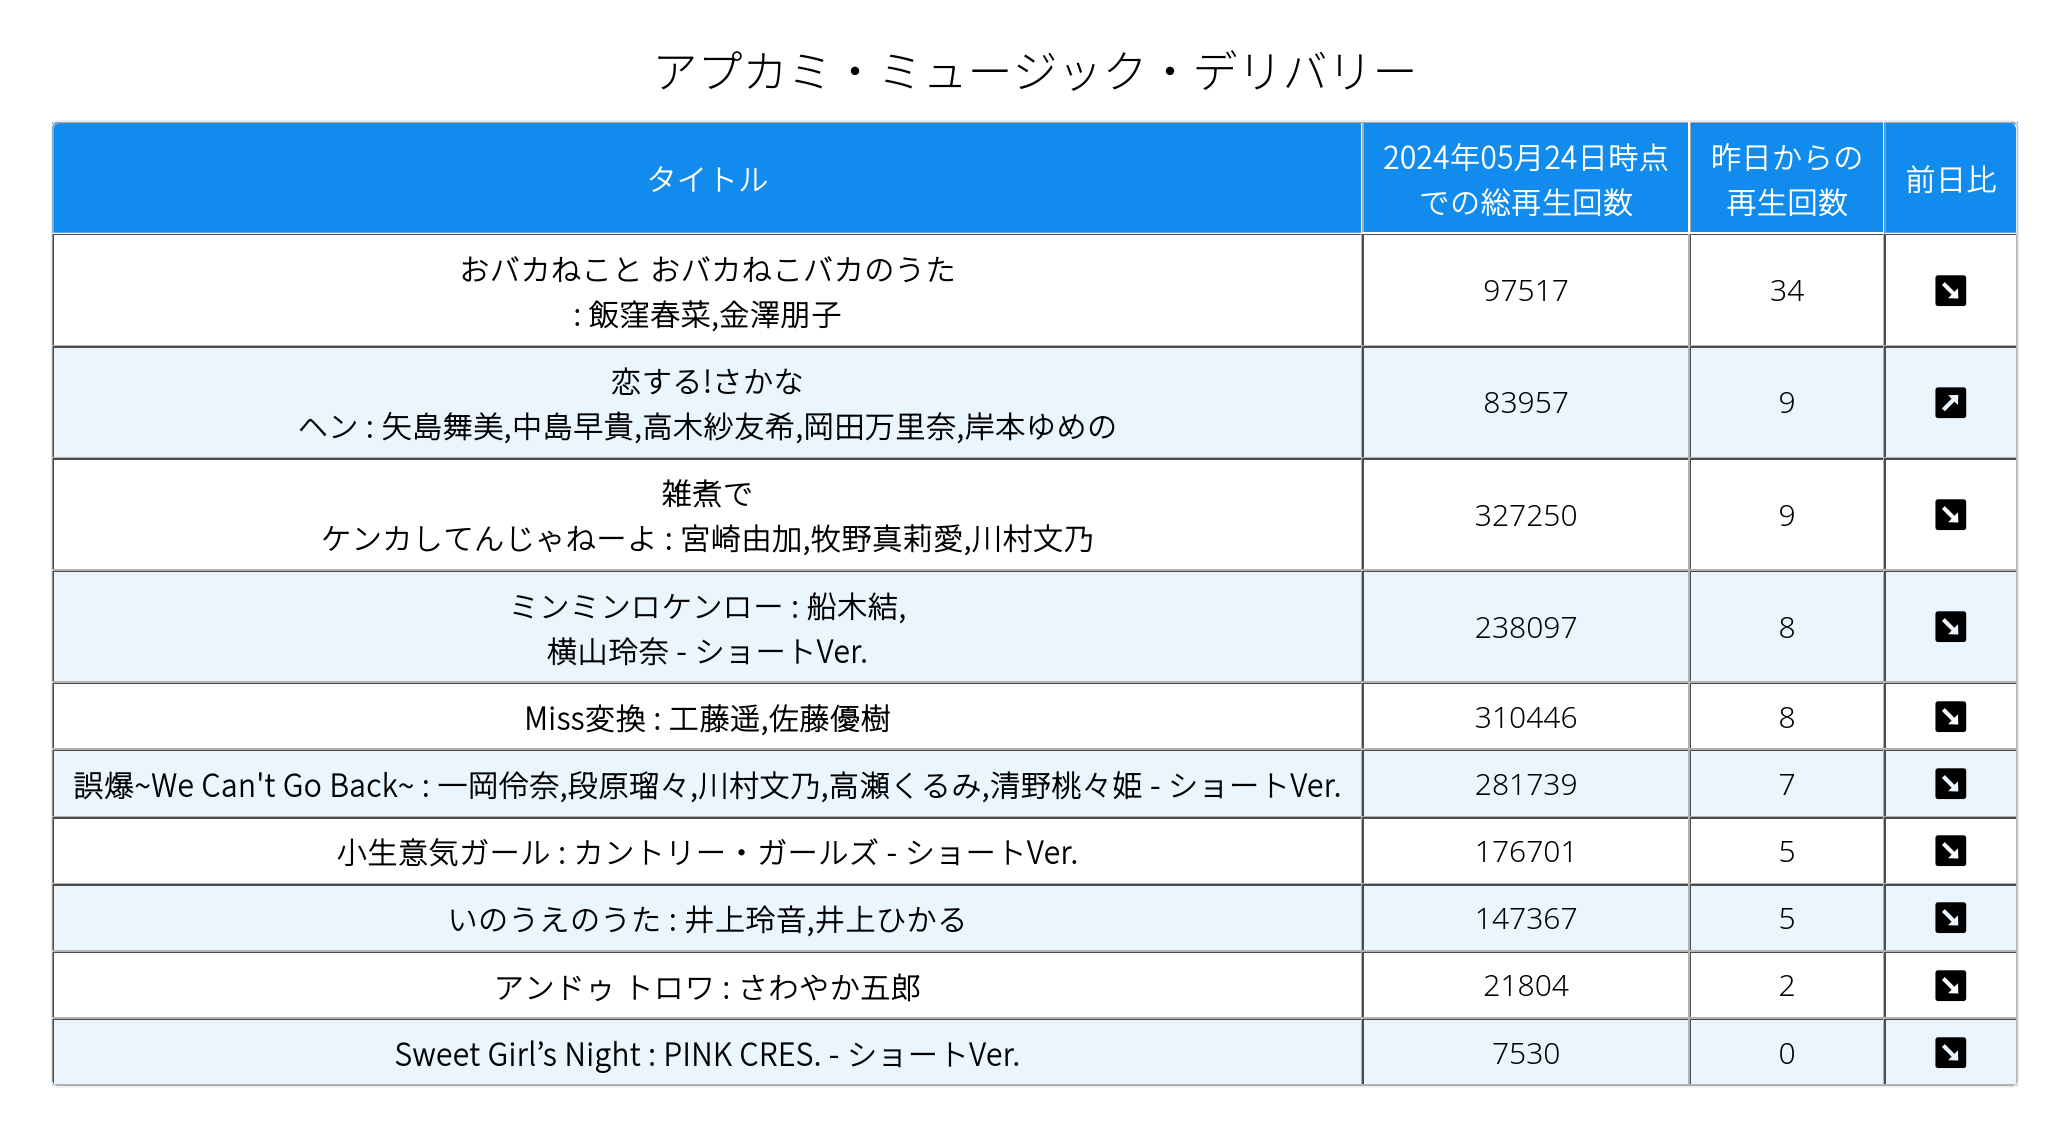 アプカミ・ミュージック・デリバリー
タイトル
2024年05月24日時点
での総再生回数
昨日からの
再生回数
前日比
おバカねこと おバカねこバカのうた
: 飯窪春菜,金澤朋子
97517
34
恋する!さかな
ヘン : 矢島舞美,中島早貴,高木紗友希,岡田万里奈,岸本ゆめの
83957
9
雑煮で
ケンカしてんじゃねーよ : 宮崎由加,牧野真莉愛,川村文乃
327250
9
ミンミンロケンロー : 船木結,
横山玲奈 - ショートVer.
238097
8
Miss変換 : 工藤遥,佐藤優樹
310446
8
誤爆~We Can't Go Back~ : 一岡伶奈,段原瑠々,川村文乃,高瀬くるみ,清野桃々姫 - ショートVer.
281739
7
小生意気ガール : カントリー・ガールズ - ショートVer.
176701
5
いのうえのうた : 井上玲音,井上ひかる
147367
5
アンドゥ トロワ : さわやか五郎
21804
2
Sweet Girl’s Night : PINK CRES. - ショートVer.
7530
0